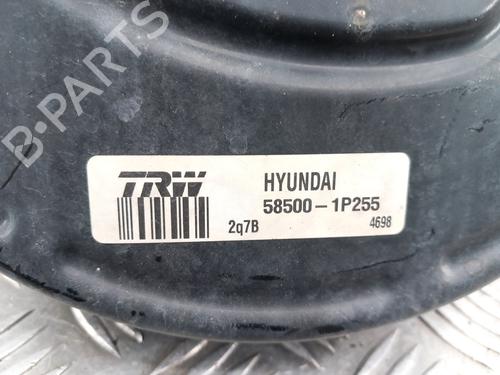 B-PARTS
TRW
HYUNDAI
58500-1P255
2q7B
4698